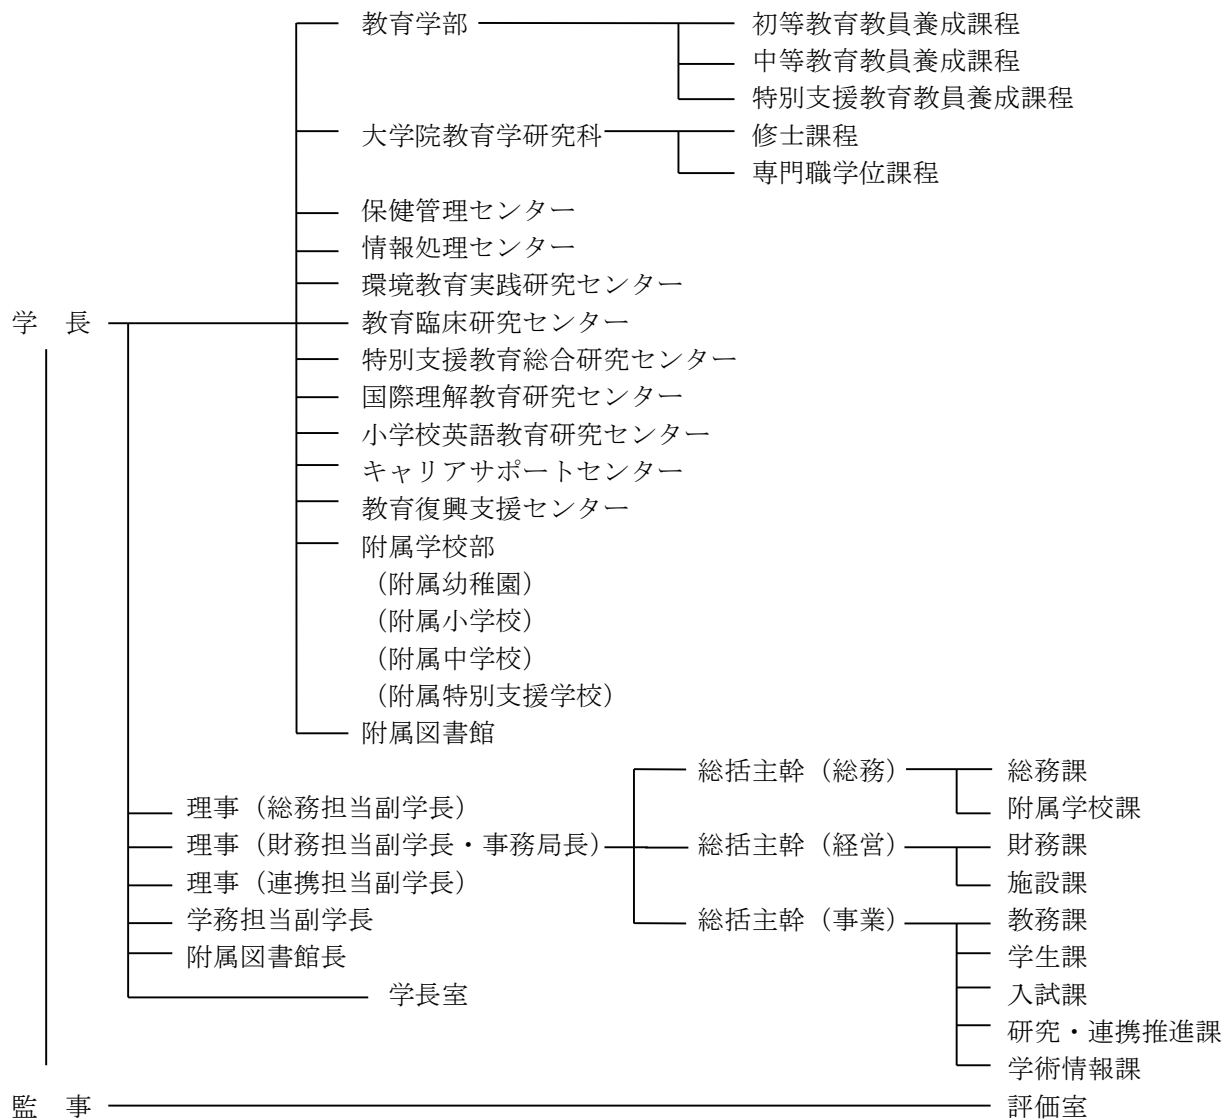 教育学部 初等教育教員養成課程
中等教育教員養成課程
特別支援教育教員養成課程
大学院教育学研究科 修士課程
専門職学位課程
保健管理センター
情報処理センター
環境教育実践研究センター
学　長 教育臨床研究センター
特別支援教育総合研究センター
国際理解教育研究センター
小学校英語教育研究センター
キャリアサポートセンター
教育復興支援センター
附属学校部
（附属幼稚園）
（附属小学校）
（附属中学校）
（附属特別支援学校）
附属図書館
総括主幹（総務） 総務課
理事（総務担当副学長） 附属学校課
理事（財務担当副学長・事務局長） 総括主幹（経営） 財務課
理事（連携担当副学長） 施設課
学務担当副学長 総括主幹（事業） 教務課
附属図書館長 学生課
学長室 入試課
研究・連携推進課
学術情報課
監　事 評価室